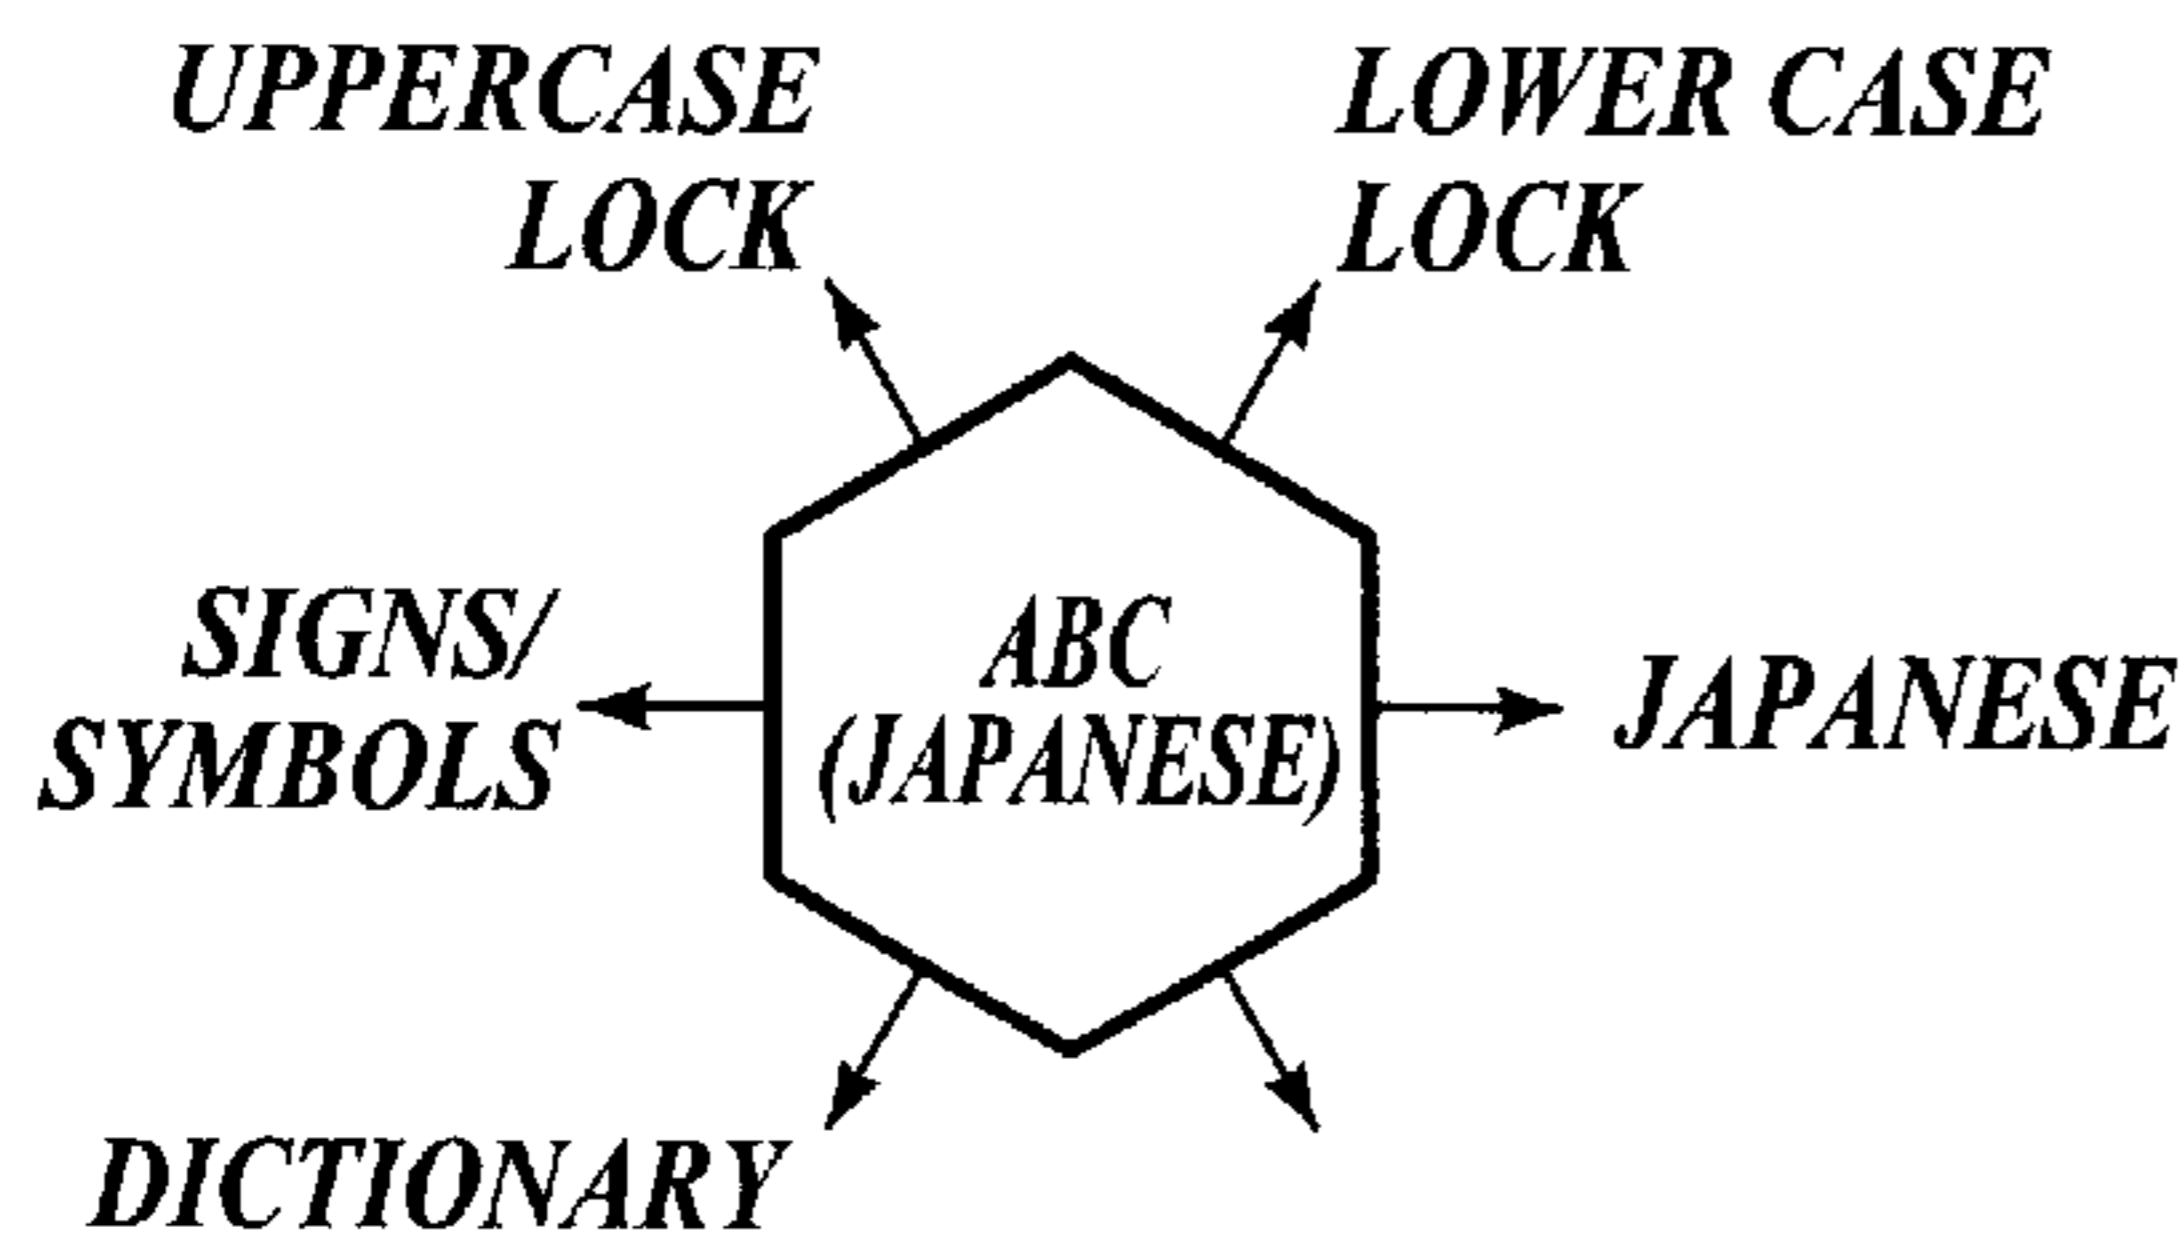 UPPERCASE
LOCK
LOWER CASE
LOCK
SIGNS/
SYMBOLS
ABC
(JAPANESE)
JAPANESE
DICTIONARY